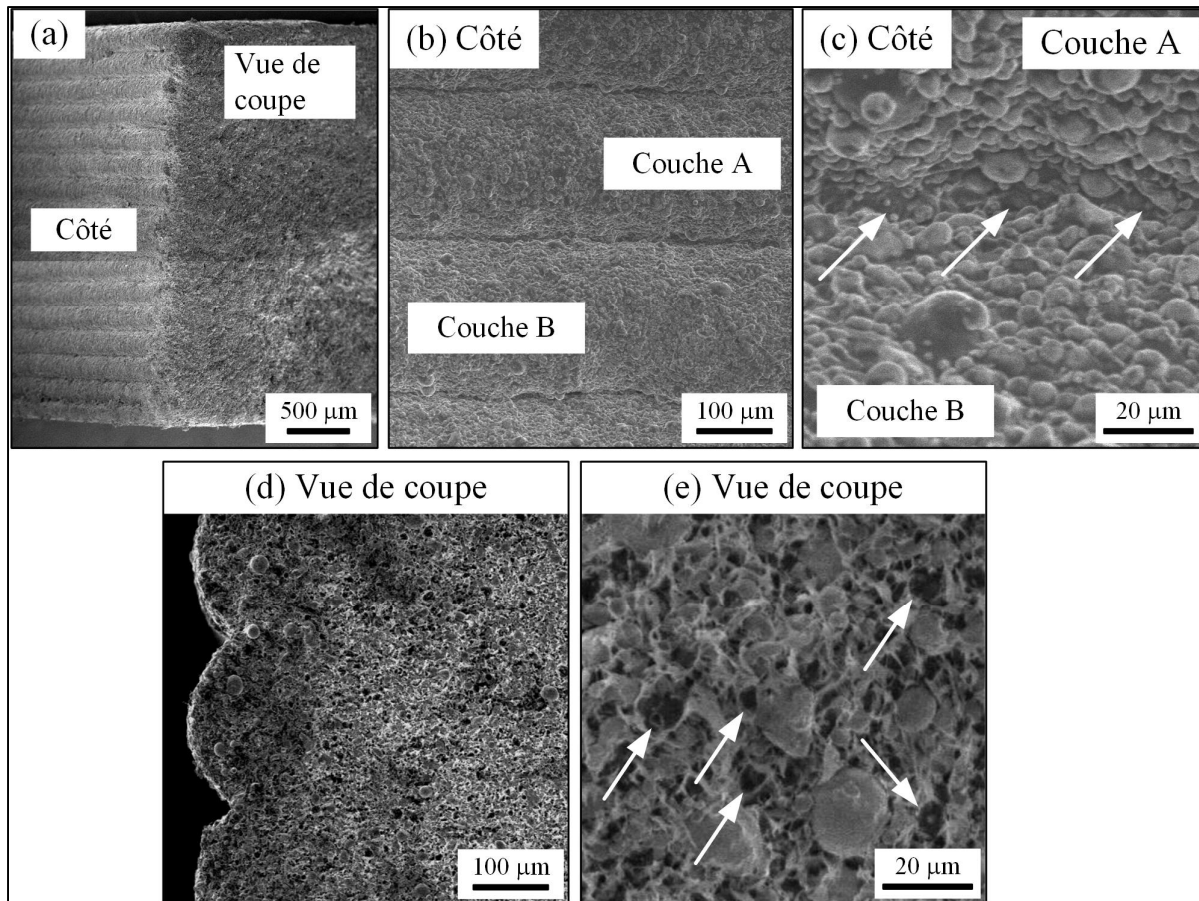 (a)
Vue de
coupe
Côté
500 µm
(b) Côté
Couche A
Couche B
100 µm
(c) Côté
Couche A
Couche B
20 µm
(d) Vue de coupe
100 µm
(e) Vue de coupe
20 µm